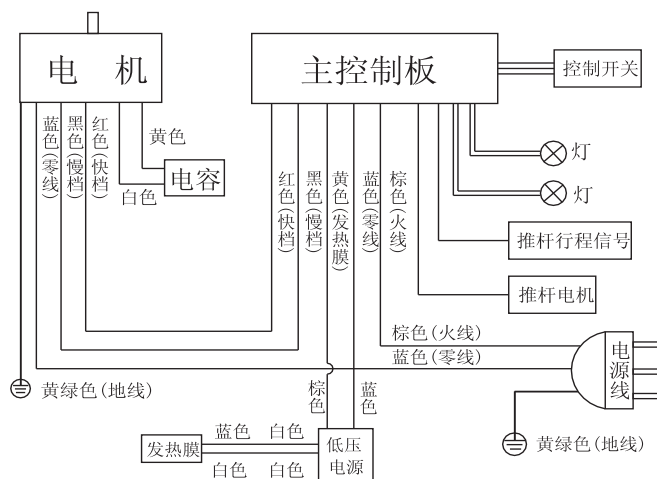 电 机
主控制板
控制开关
蓝色(零线)
黑色(慢档)
红色(快档)
黄色
电容
白色
灯
灯
红色(快档)
黑色(慢档)
黄色(发热膜)
蓝色(零线)
棕色(火线)
推杆行程信号
推杆电机
棕色(火线)
蓝色(零线)
电源线
黄绿色(地线)
棕色
蓝色
黄绿色(地线)
发热膜
蓝色 白色
白色 白色
低压
电源